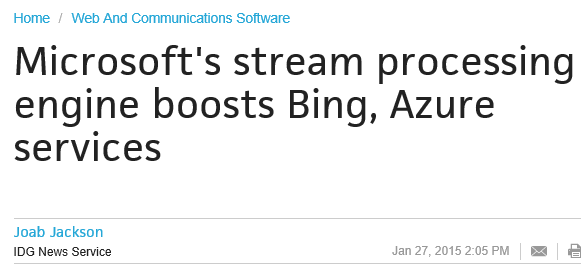 Home / Web And Communications Software
Microsoft's stream processing
engine boosts Bing, Azure
services
Joab Jackson
IDG News Service
Jan 27, 2015 2:05 PM